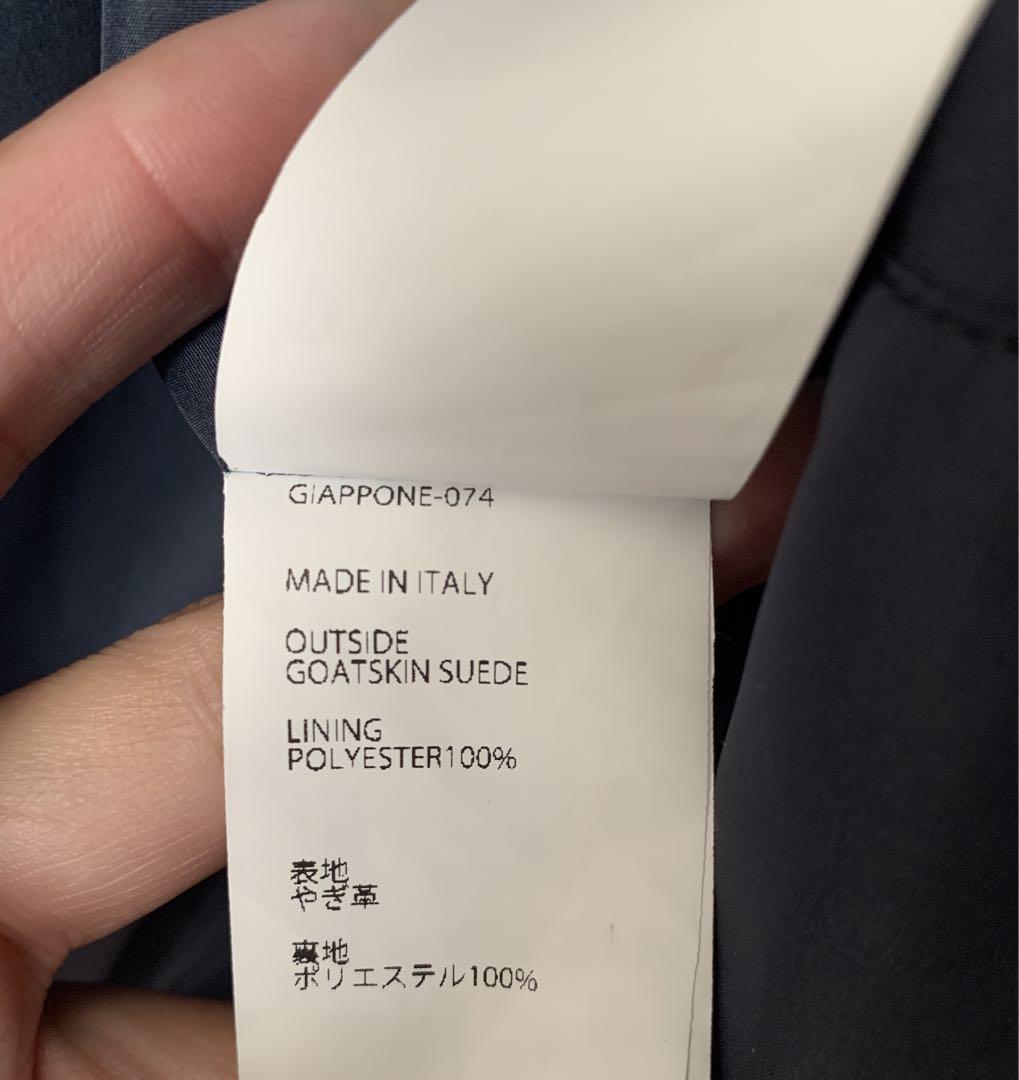 GIAPPONE-074
MADE IN ITALY
OUTSIDE
GOATSKIN SUEDE
LINING
POLYESTER100%
表地
やぎ革
裏地
ポリエステル100%